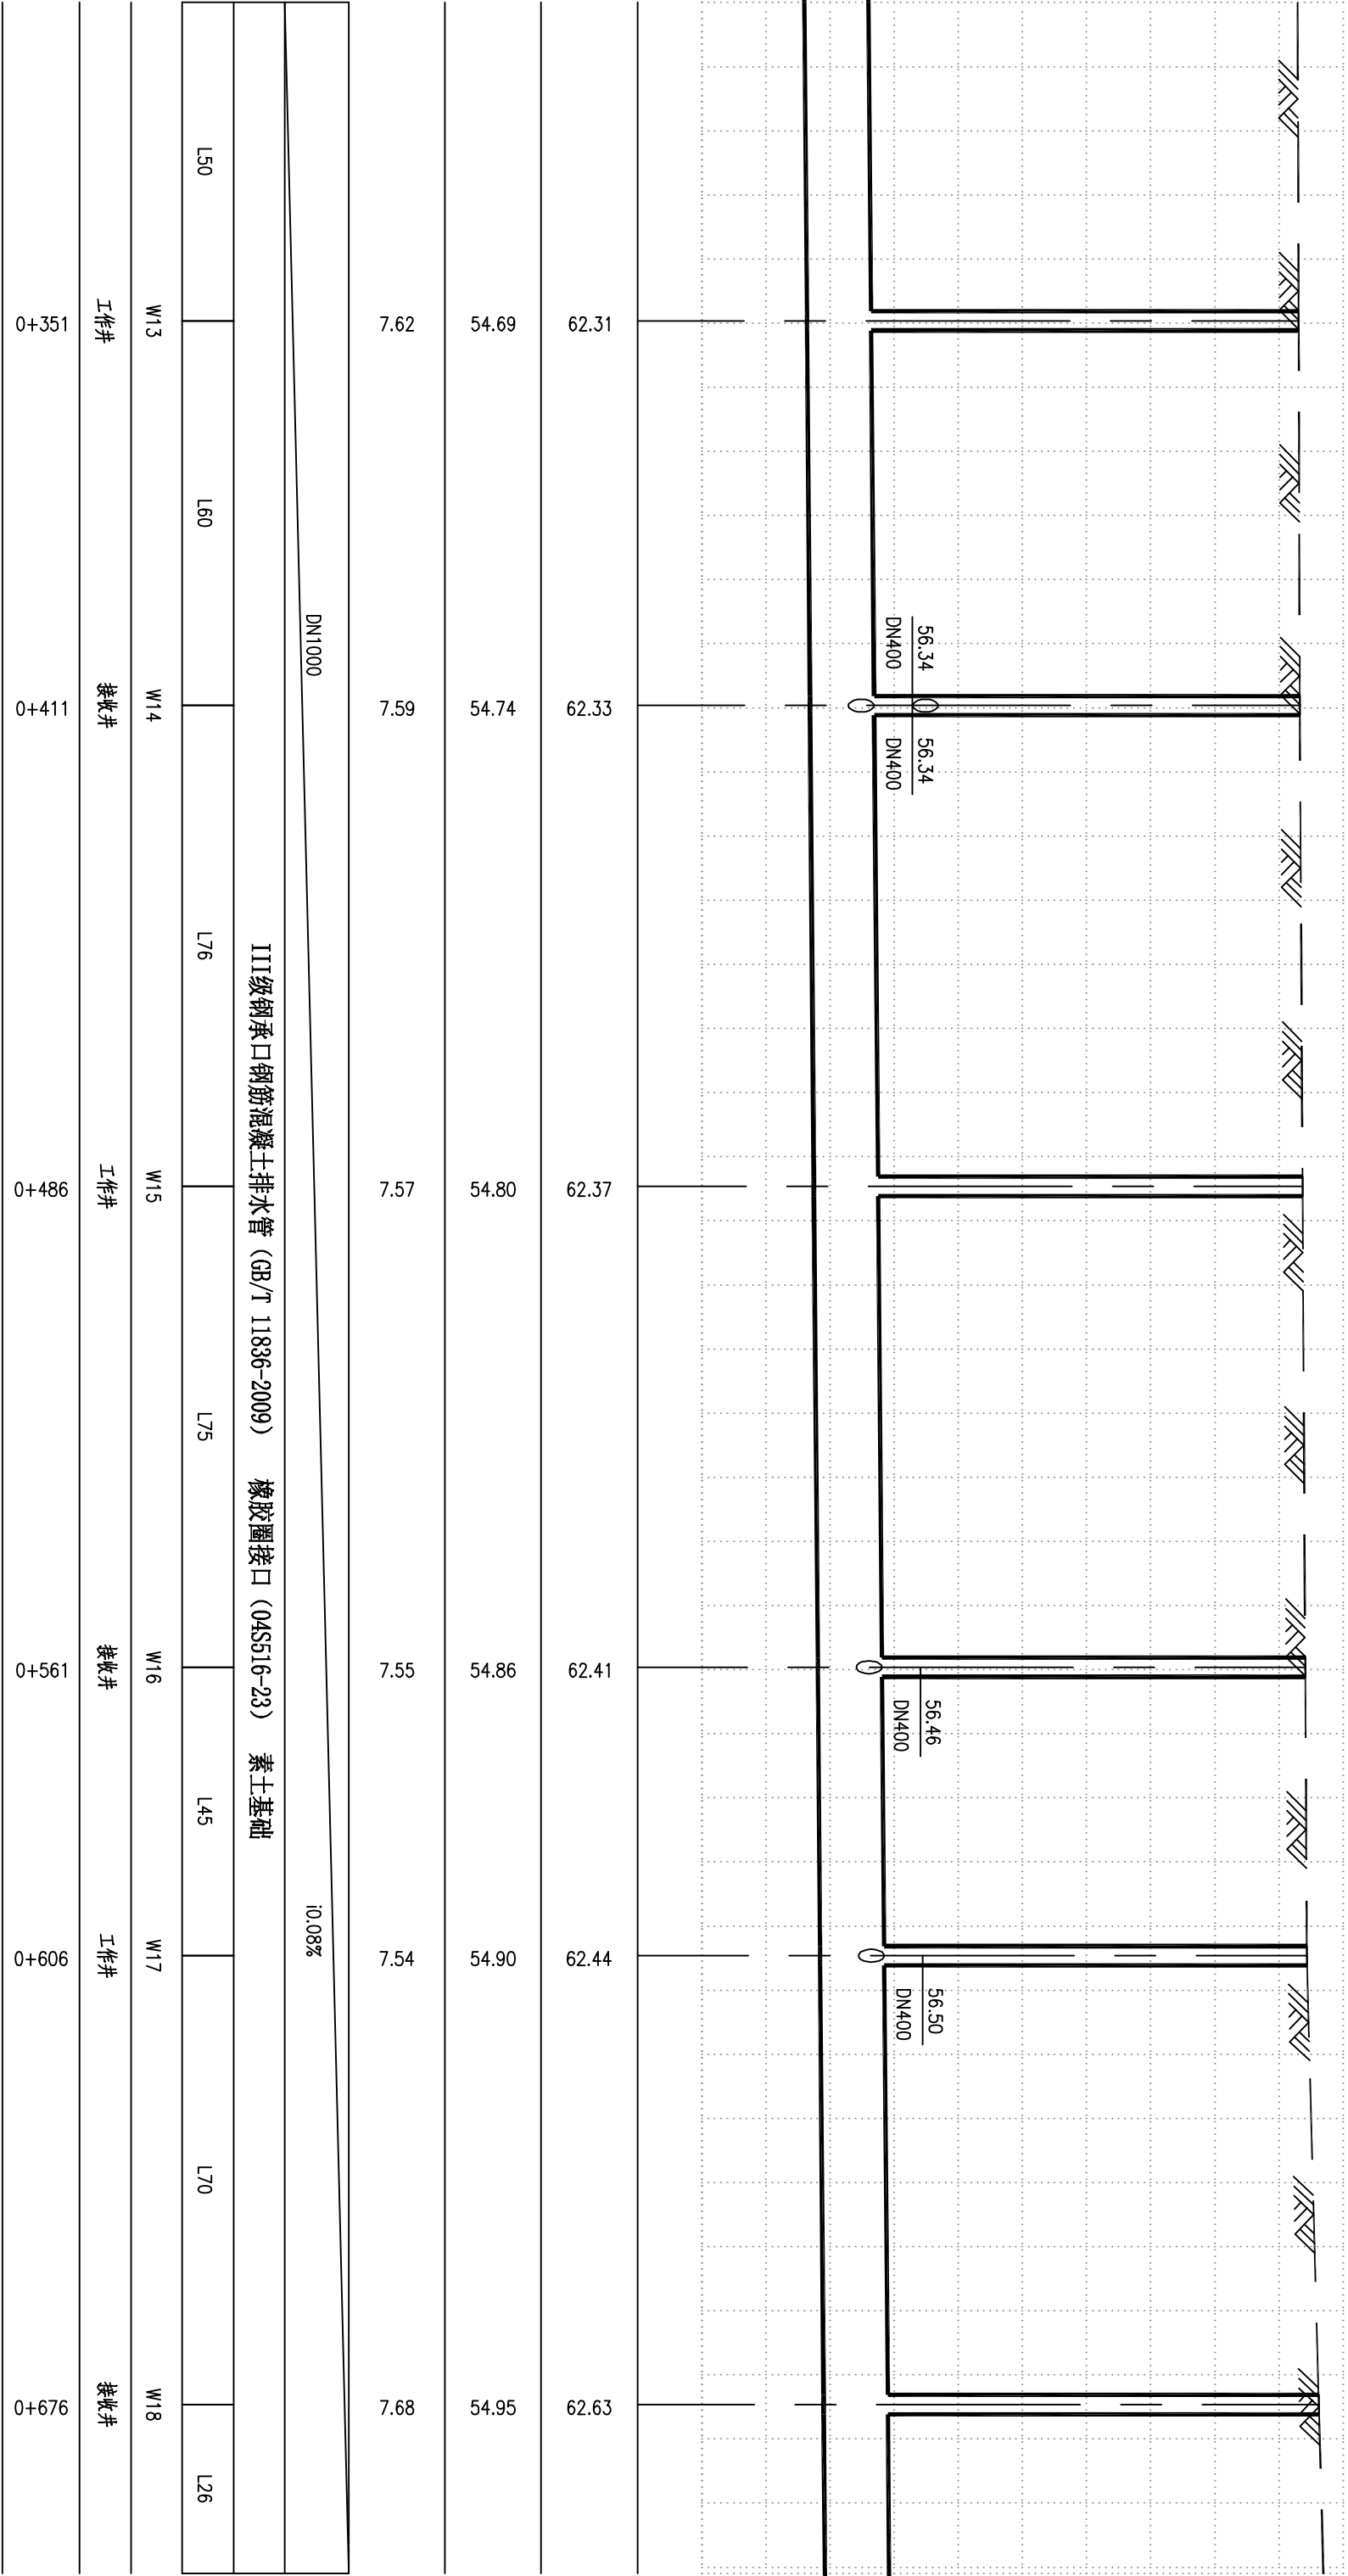 56.34
DN400
56.34
DN400
56.46
DN400
56.50
DN400
62.31
62.33
62.37
62.41
62.44
62.63
54.69
54.74
54.80
54.86
54.90
54.95
7.62
7.59
7.57
7.55
7.54
7.68
DN1000
i0.08%
III级钢承口钢筋混凝土排水管 (GB/T 11836-2009) 橡胶圈接口 (04S516-23) 素土基础
L50
L60
L76
L75
L45
L70
L26
W13
W14
W15
W16
W17
W18
工作井
接收井
工作井
接收井
工作井
接收井
0+351
0+411
0+486
0+561
0+606
0+676